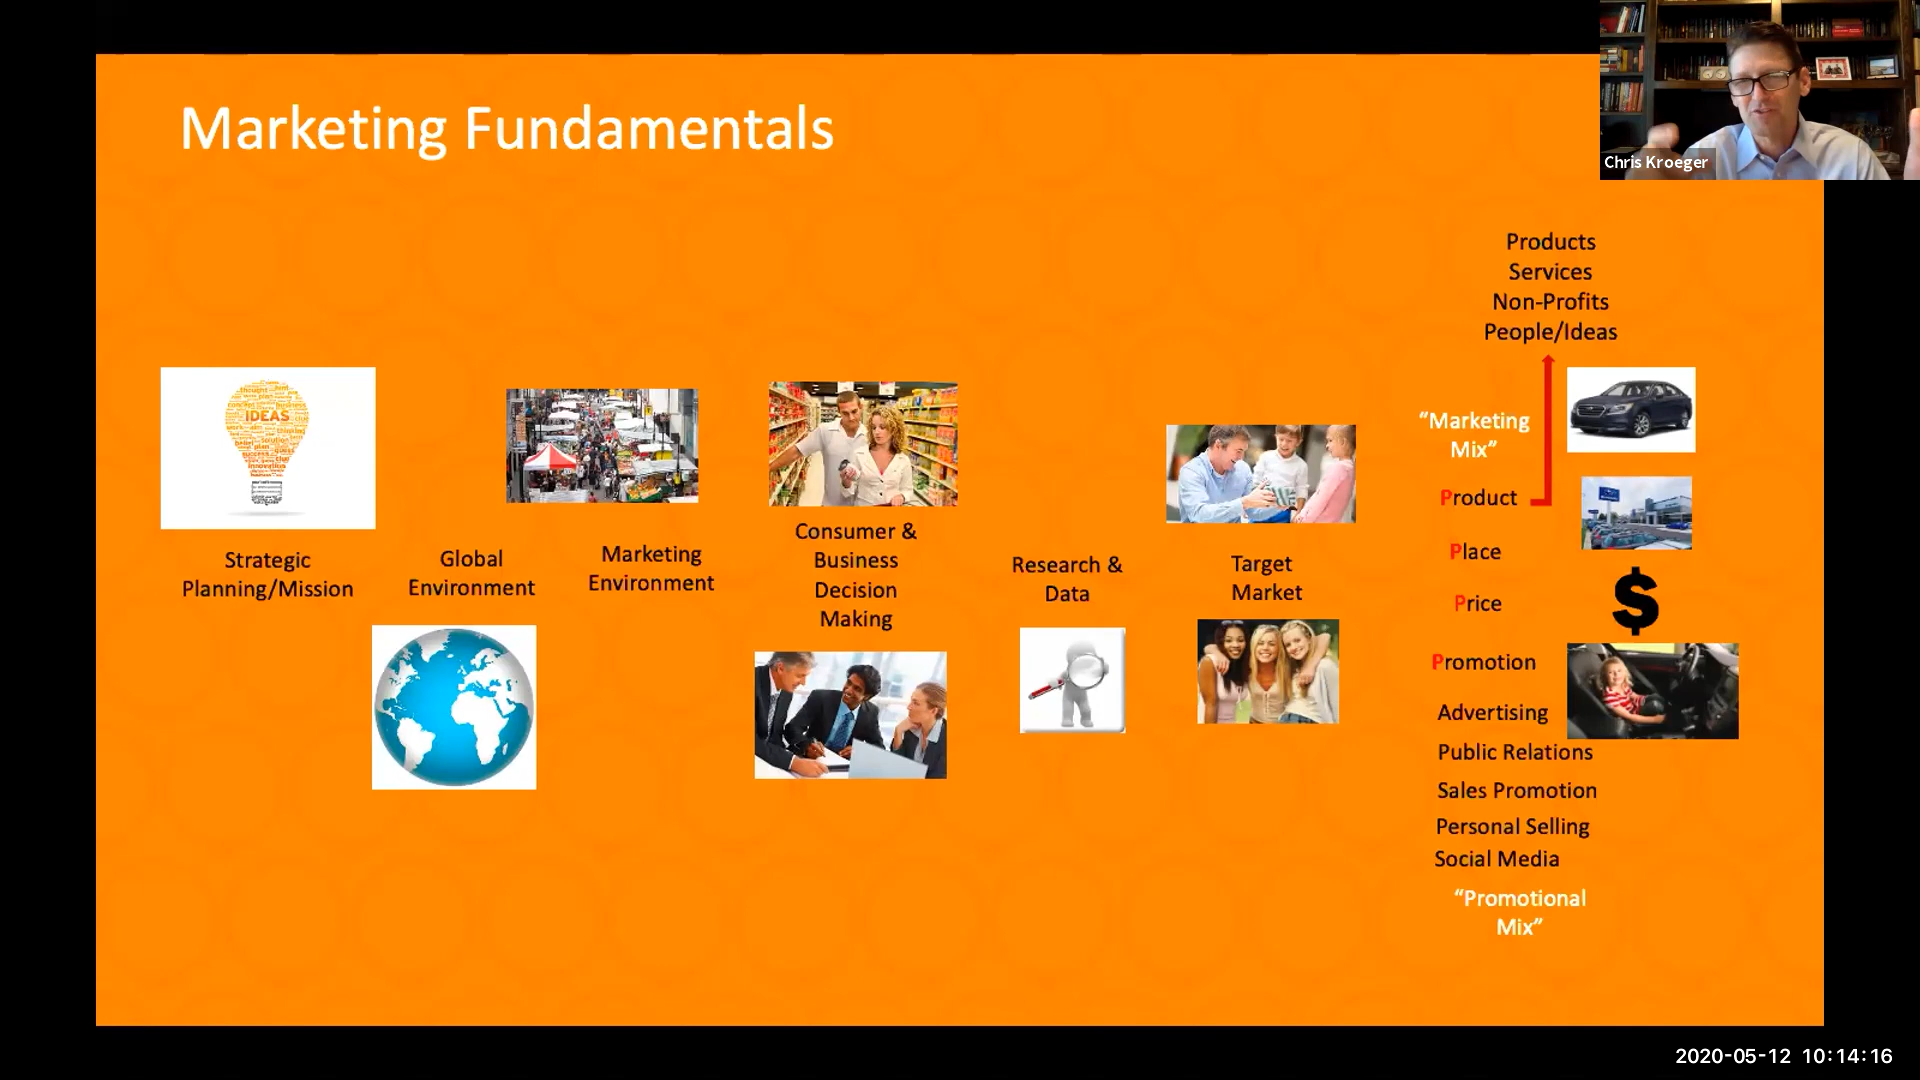 Marketing Fundamentals
Chris Kroeger
Products
Services
Non-Profits
People/Ideas
IDEAS
Strategic
Planning/Mission
Global
Environment
Marketing
Environment
Consumer &
Business
Decision
Making
Research &
Data
Target
Market
“Marketing
Mix”
Product
Place
Price
$
Promotion
Advertising
Public Relations
Sales Promotion
Personal Selling
Social Media
“Promotional
Mix”
2020-05-12 10:14:16